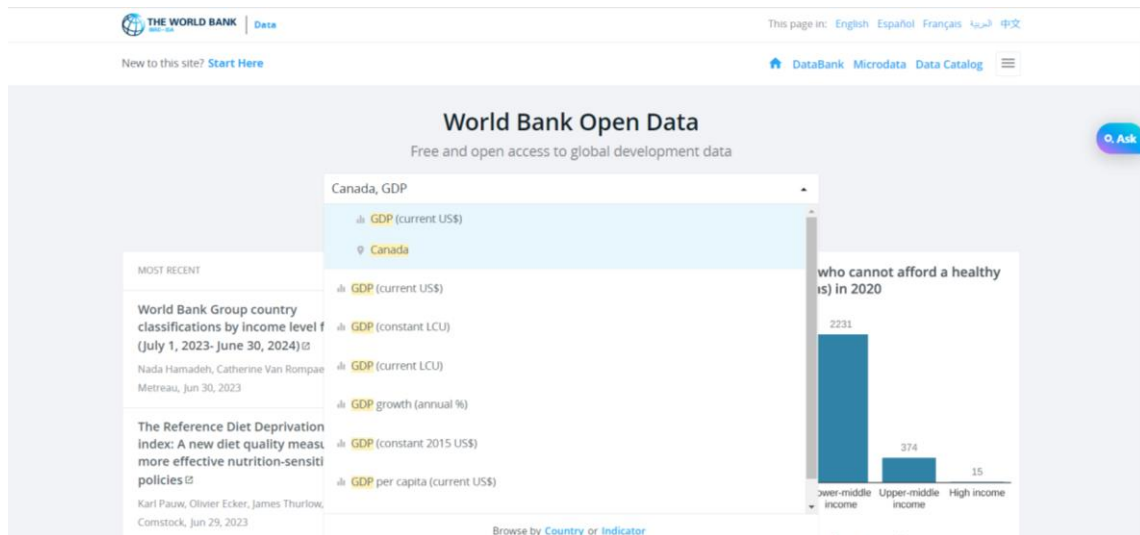 THE WORLD BANK
IBRD • IDA
Data
This page in: English Español Français العربية 中文
New to this site? Start Here
DataBank Microdata Data Catalog
World Bank Open Data
Free and open access to global development data
Ask
Canada, GDP
GDP (current US$)
Canada
GDP (current US$)
GDP (constant LCU)
GDP (current LCU)
GDP growth (annual %)
GDP (constant 2015 US$)
GDP per capita (current US$)
Browse by Country or Indicator
MOST RECENT
World Bank Group country
classifications by income level f
(July 1, 2023- June 30, 2024)
Nada Hamadeh, Catherine Van Rompae
Metreau, Jun 30, 2023
The Reference Diet Deprivation
index: A new diet quality measu
more effective nutrition-sensiti
policies
Karl Pauw, Olivier Ecker, James Thurlow,
Comstock, Jun 29, 2023
who cannot afford a healthy
ns) in 2020
2231
374
15
ower-middle
income
Upper-middle
income
High income